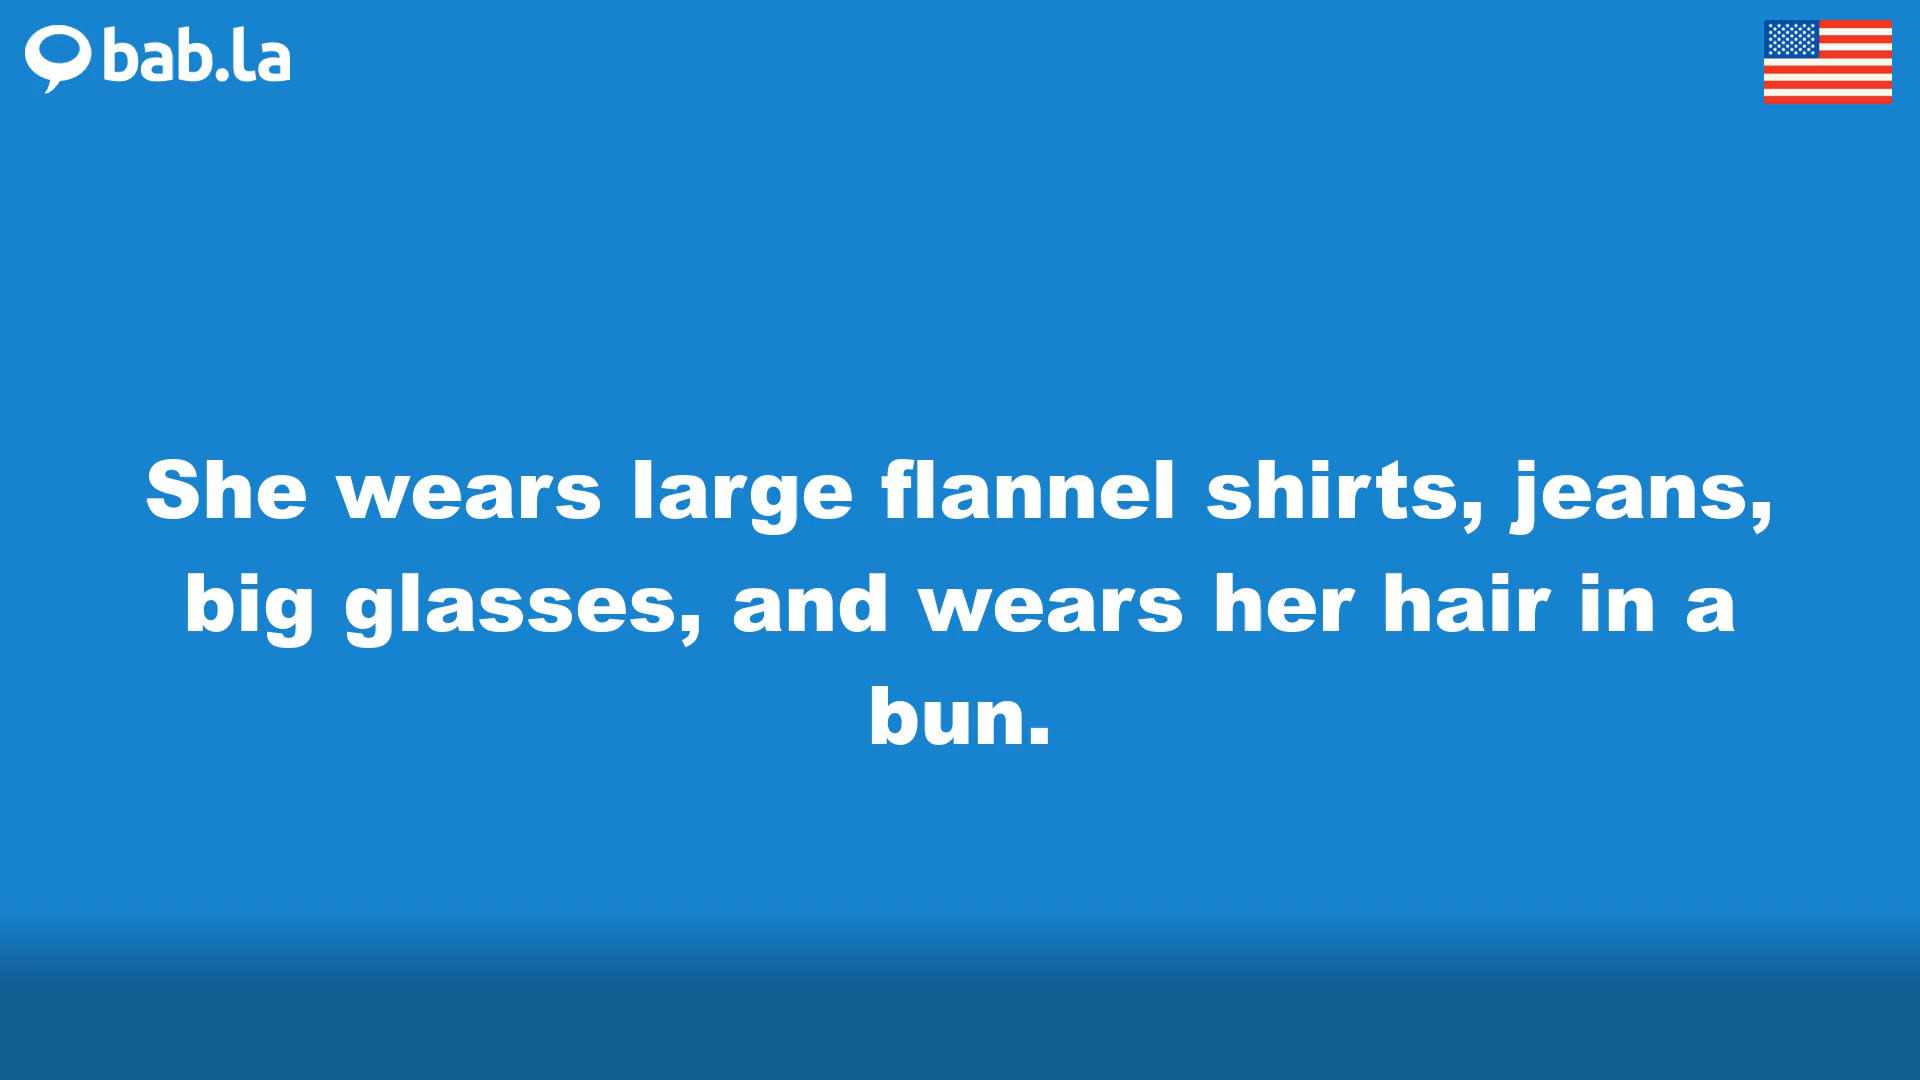 bab.la
She wears large flannel shirts, jeans,
big glasses, and wears her hair in a
bun.